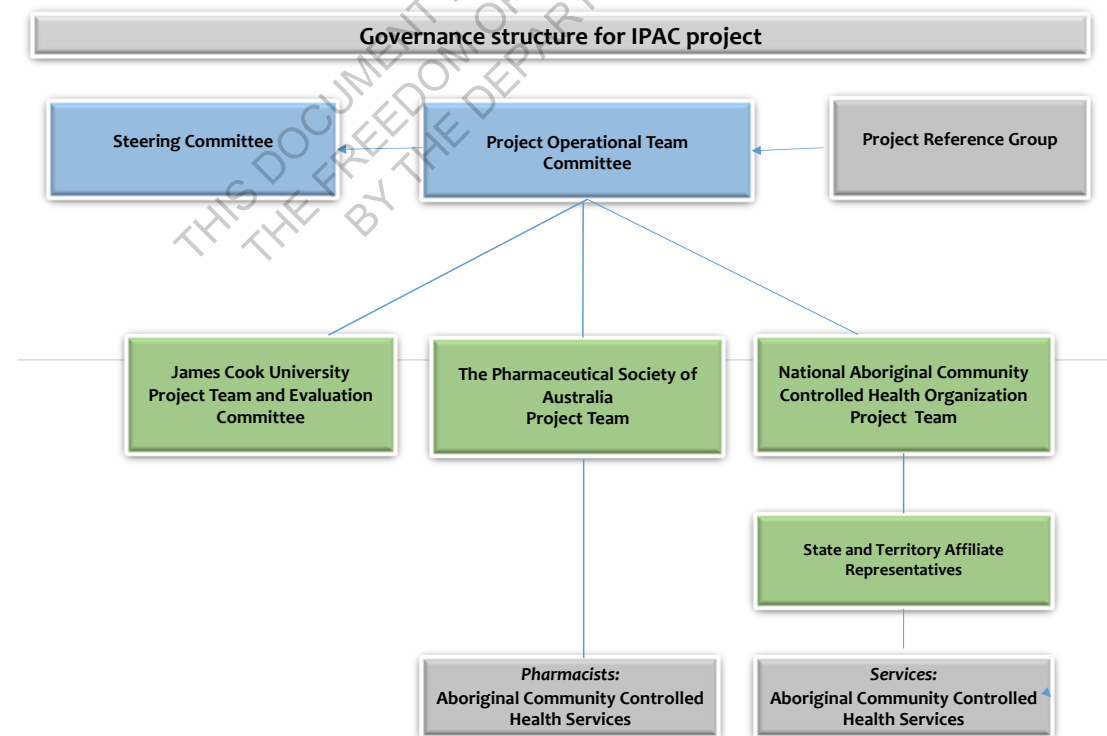 Governance structure for IPAC project
Steering Committee
Project Operational Team
Committee
Project Reference Group
James Cook University
Project Team and Evaluation
Committee
The Pharmaceutical Society of
Australia
Project Team
National Aboriginal Community
Controlled Health Organization
Project Team
State and Territory Affiliate
Representatives
Pharmacists:
Aboriginal Community Controlled
Health Services
Services:
Aboriginal Community Controlled
Health Services
THIS DOCUMENT
THE FREEDOM OF
BY THE